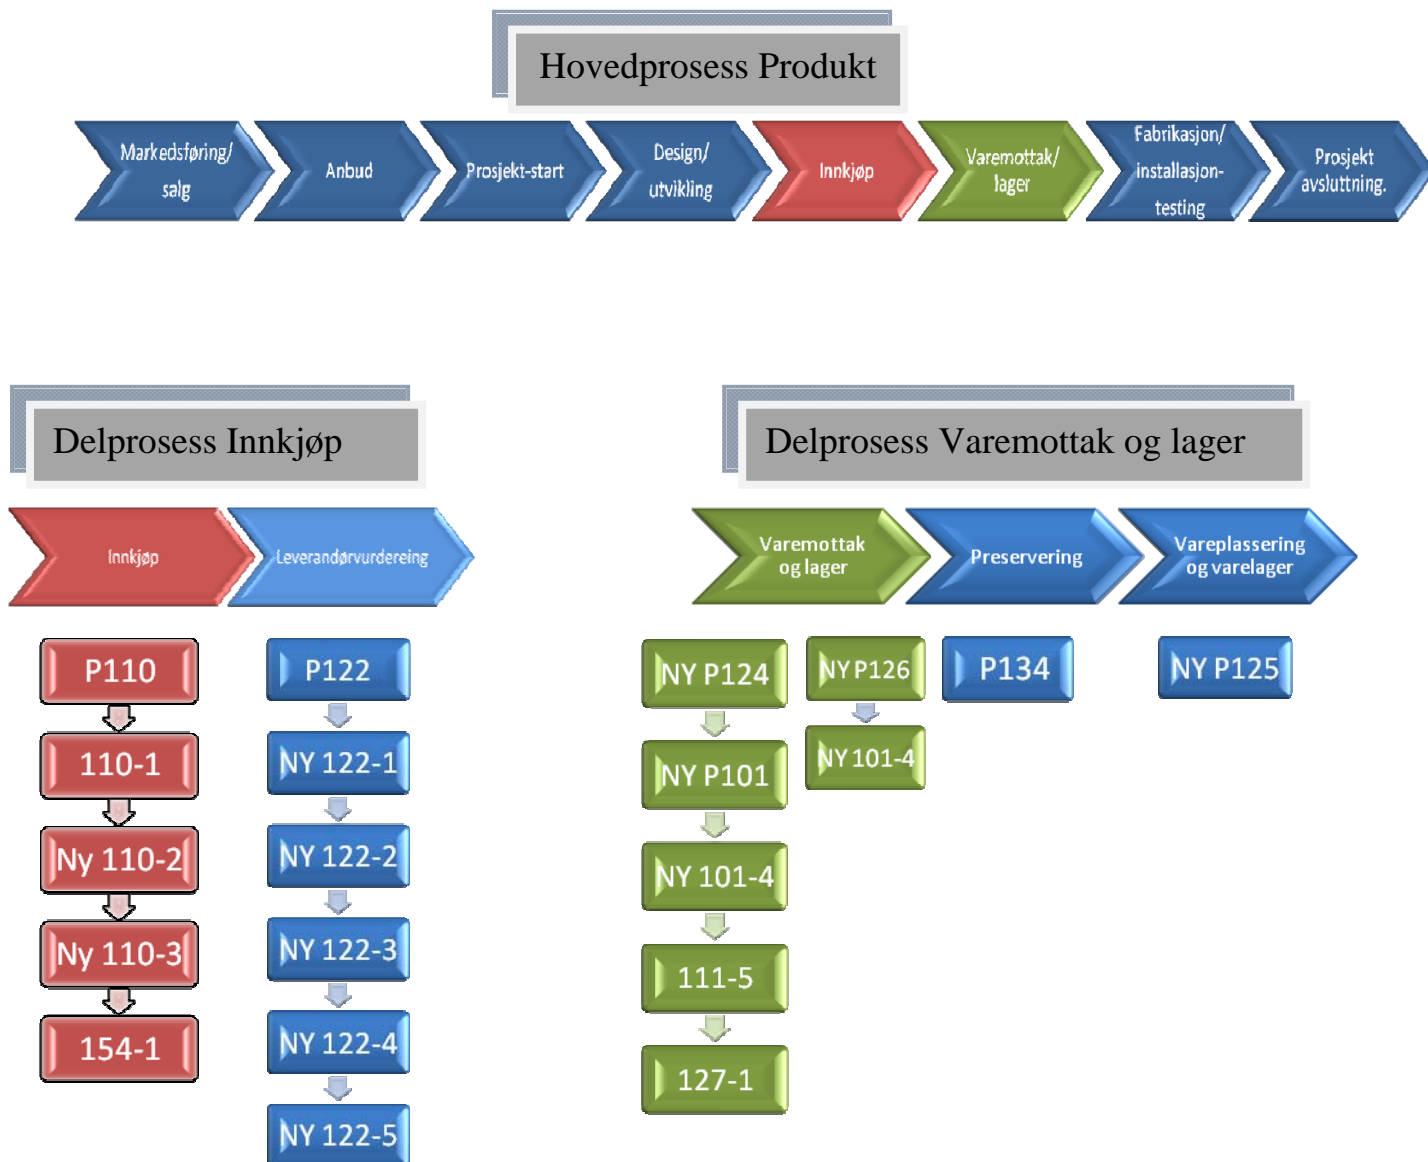 Hovedprosess Produkt
Markedsføring/
salg
Anbud
Prosjekt-start
Design/
utvikling
Innkjøp
Varemottak/
lager
Fabrikasjon/
installasjon-
testing
Prosjekt
avsluttning.
Delprosess Innkjøp
Innkjøp
Leverandørvurdereing
P110
110-1
Ny 110-2
Ny 110-3
154-1
P122
NY 122-1
NY 122-2
NY 122-3
NY 122-4
NY 122-5
Delprosess Varemottak og lager
Varemottak
og lager
Preservering
Vareplassering
og varelager
NY P124
NY P101
NY 101-4
111-5
127-1
NY P126
NY 101-4
P134
NY P125